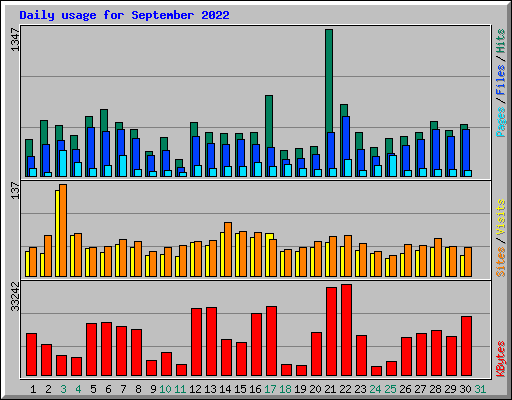 Daily usage for September 2022
1347
Pages / Files / Hits
137
Sites / Visits
33242
KBytes
1 2 3 4 5 6 7 8 9 10 11 12 13 14 15 16 17 18 19 20 21 22 23 24 25 26 27 28 29 30 31